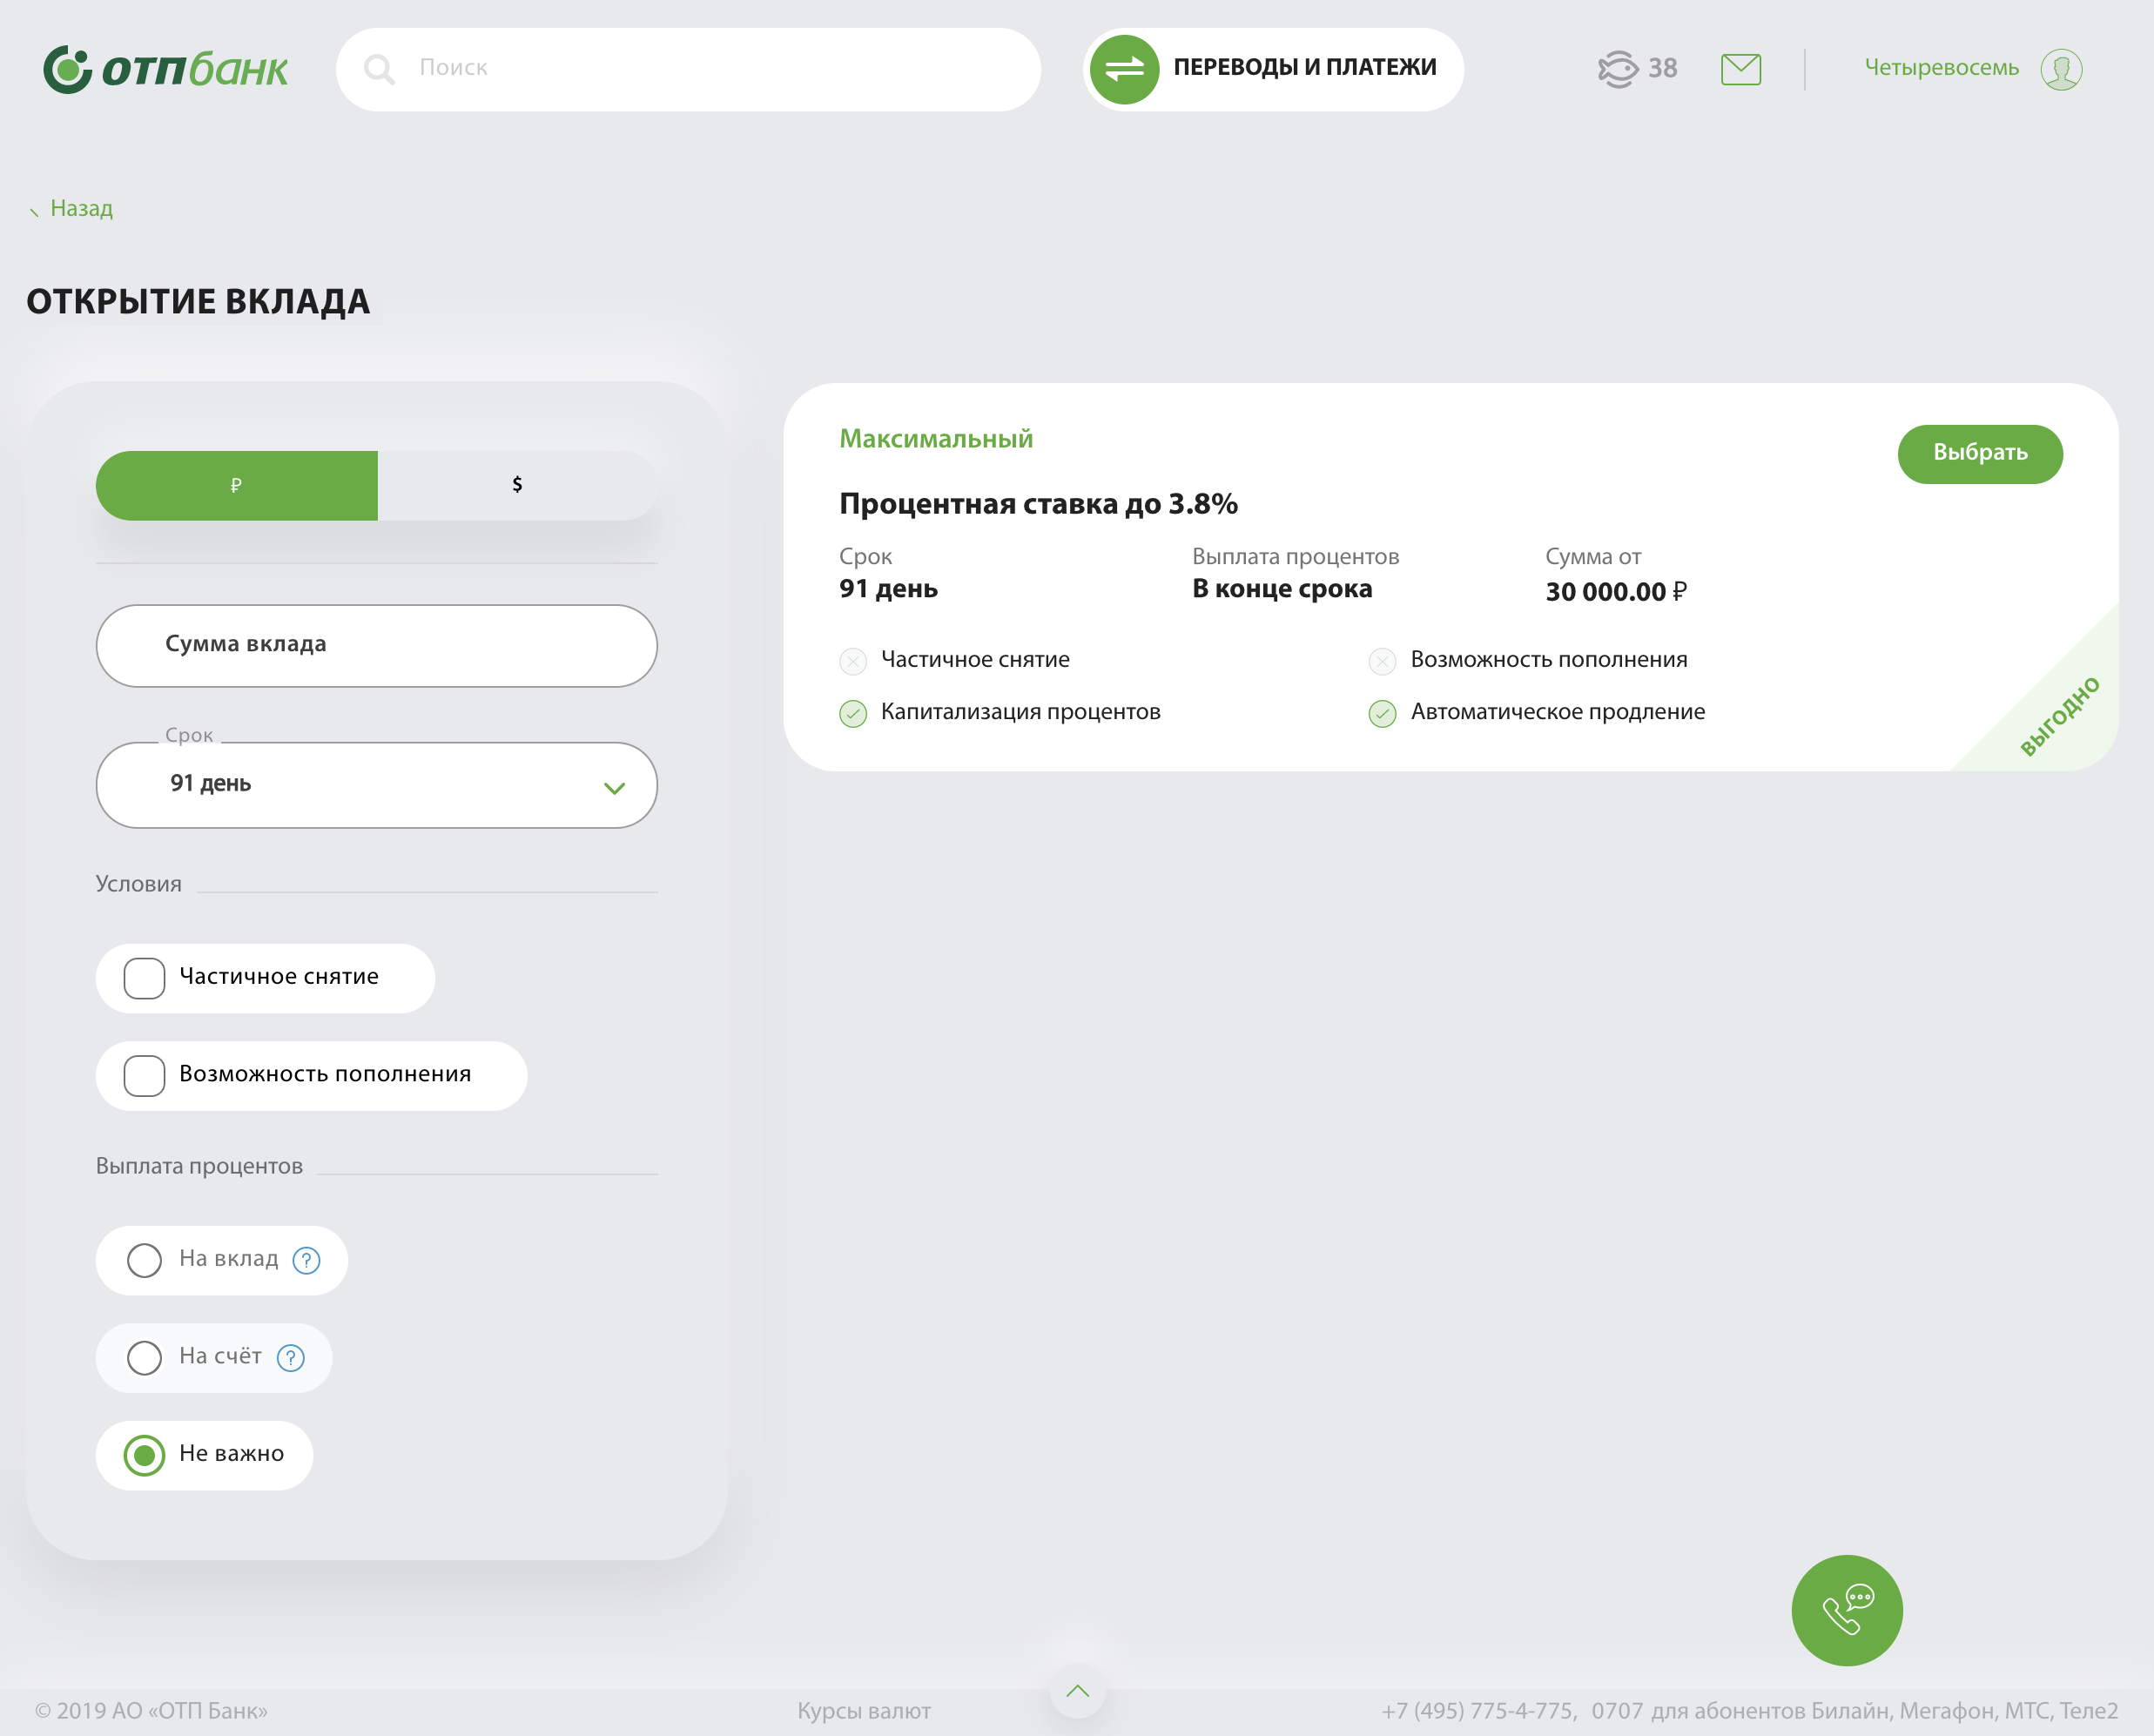 отпбанк
Поиск
ПЕРЕВОДЫ И ПЛАТЕЖИ
38
Четыревосемь
Назад
ОТКРЫТИЕ ВКЛАДА
₽
$
Сумма вклада
Срок
91 день
Условия
Частичное снятие
Возможность пополнения
Выплата процентов
На вклад ?
На счёт ?
Не важно
Максимальный
Выбрать
Процентная ставка до 3.8%
Срок
91 день
Выплата процентов
В конце срока
Сумма от
30 000.00 ₽
Частичное снятие
Возможность пополнения
Капитализация процентов
Автоматическое продление
ВЫГОДНО
© 2019 АО «ОТП Банк»
Курсы валют
+7 (495) 775-4-775, 0707 для абонентов Билайн, Мегафон, МТС, Теле2